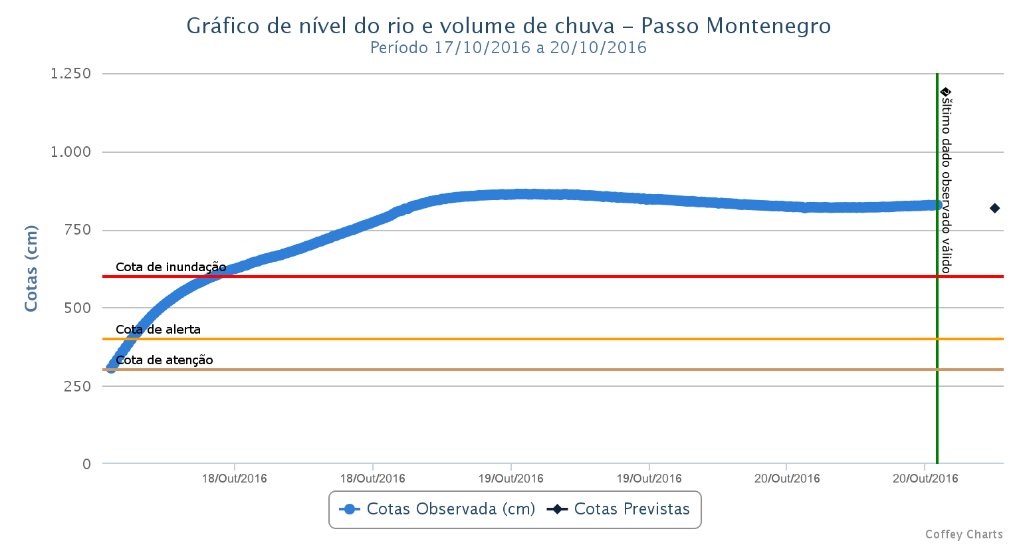 Gráfico de nível do rio e volume de chuva – Passo Montenegro
Período 17/10/2016 a 20/10/2016
Cotas (cm)
1.250
1.000
750
500
250
0
Cota de inundação
Cota de alerta
Cota de atenção
Ãšltimo dado observado válido
18/Out/2016
18/Out/2016
19/Out/2016
19/Out/2016
20/Out/2016
20/Out/2016
Cotas Observada (cm)
Cotas Previstas
Coffey Charts